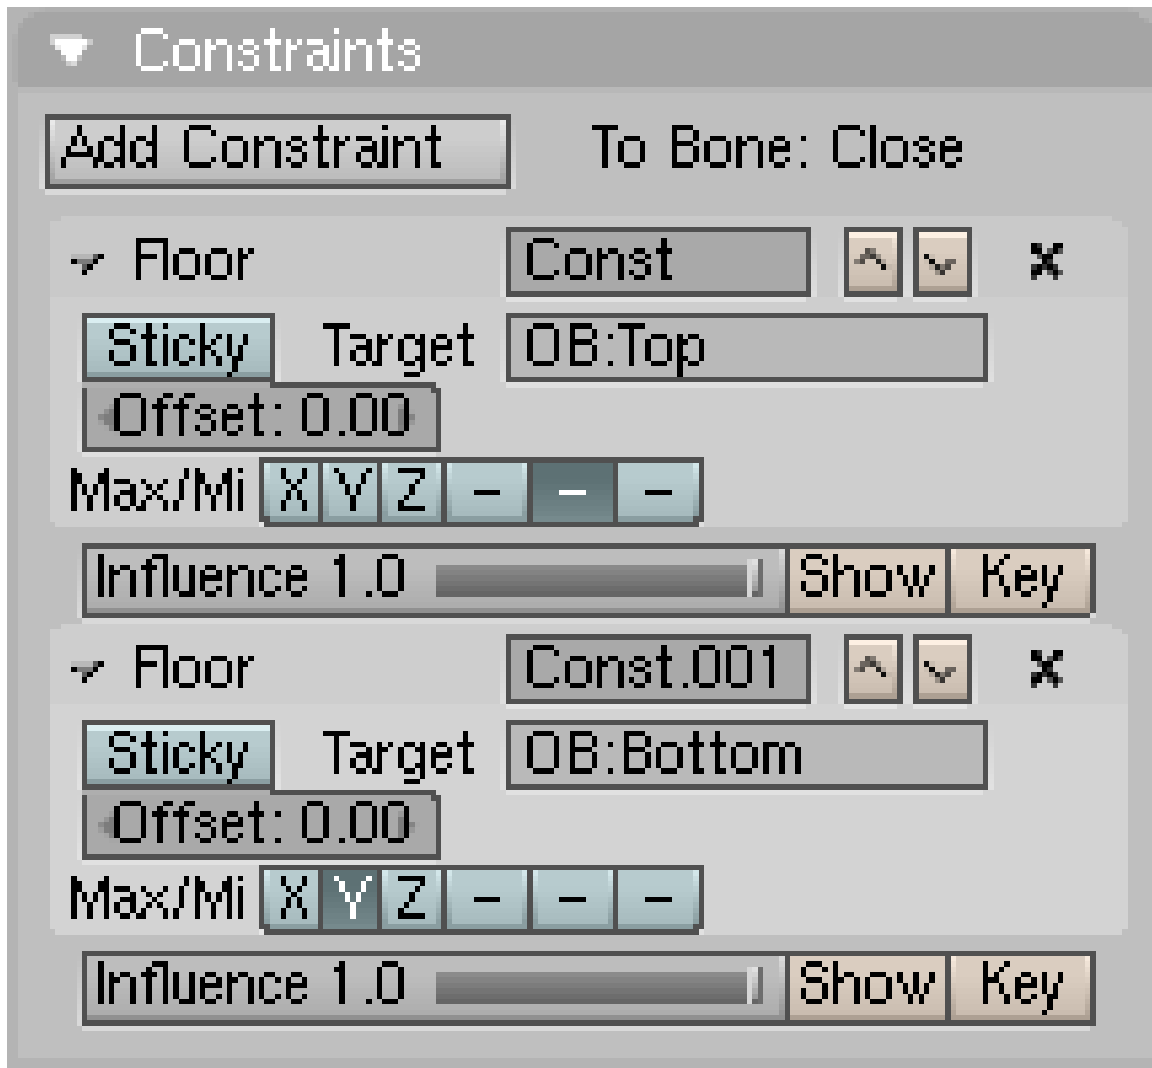 Constraints
Add Constraint To Bone: Close
Floor Const X
Sticky Target OB:Top
Offset: 0.00
Max/Mi X Y Z - - -
Influence 1.0 Show Key
Floor Const.001 X
Sticky Target OB:Bottom
Offset: 0.00
Max/Mi X Y Z - - -
Influence 1.0 Show Key